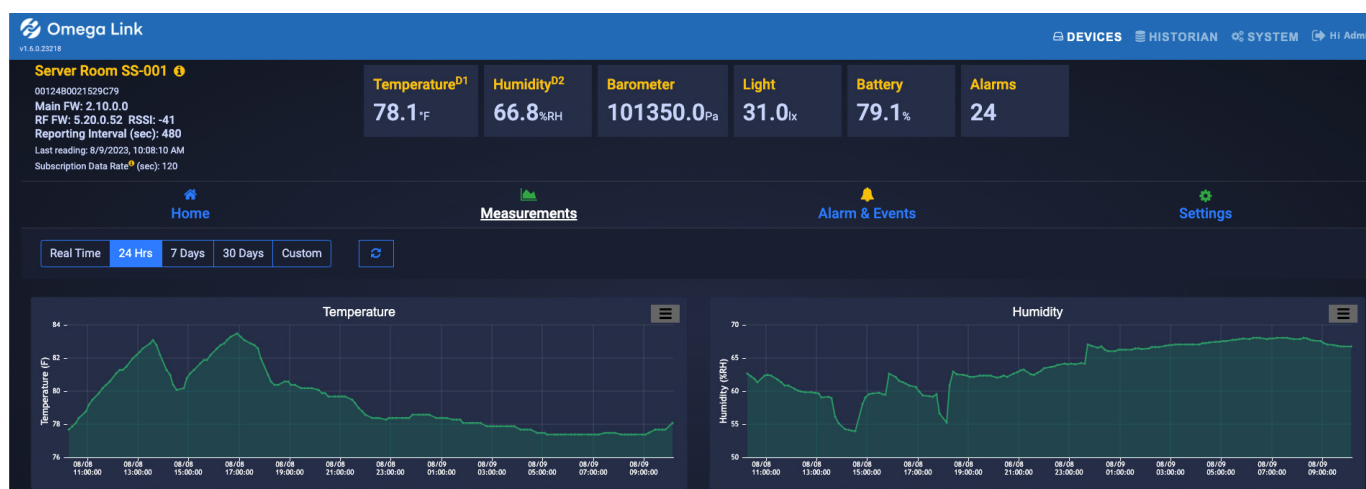 Omega Link
v1.6.0.23218
DEVICES HISTORIAN SYSTEM Hi Adm
Server Room SS-001
00124B0021529C79
Main FW: 2.10.0.0
RF FW: 5.20.0.52 RSSI: -41
Reporting Interval (sec): 480
Last reading: 8/9/2023, 10:08:10 AM
Subscription Data Rate (sec): 120
Temperature D1
78.1 °F
Humidity D2
66.8 %RH
Barometer
101350.0 Pa
Light
31.0 lx
Battery
79.1 %
Alarms
24
Home Measurements Alarm & Events Settings
Real Time 24 Hrs 7 Days 30 Days Custom
Temperature
Temperature (F)
84
82
80
78
76
08/08 08/08 08/08 08/08 08/08 08/08 08/08 08/09 08/09 08/09 08/09 08/09
11:00:00 13:00:00 15:00:00 17:00:00 19:00:00 21:00:00 23:00:00 01:00:00 03:00:00 05:00:00 07:00:00 09:00:00
Humidity
Humidity (%RH)
70
65
60
55
50
08/08 08/08 08/08 08/08 08/08 08/08 08/08 08/09 08/09 08/09 08/09 08/09
11:00:00 13:00:00 15:00:00 17:00:00 19:00:00 21:00:00 23:00:00 01:00:00 03:00:00 05:00:00 07:00:00 09:00:00